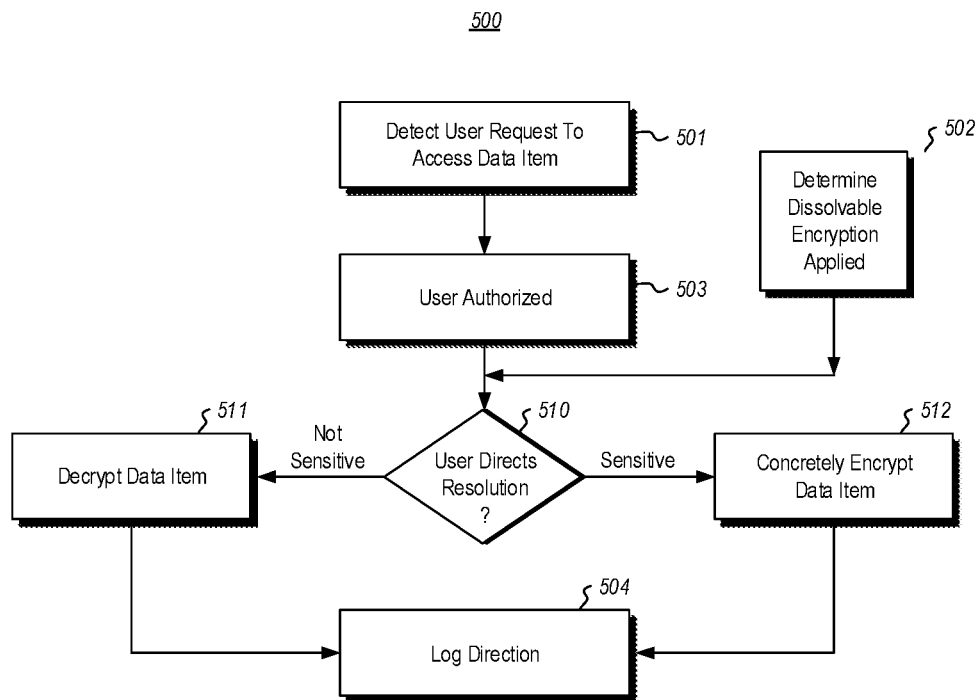 500
Detect User Request To
Access Data Item
501
502
Determine
Dissolvable
Encryption
Applied
User Authorized
503
511
510
512
Decrypt Data Item
Not
Sensitive
User Directs
Resolution
?
Sensitive
Concretely Encrypt
Data Item
504
Log Direction